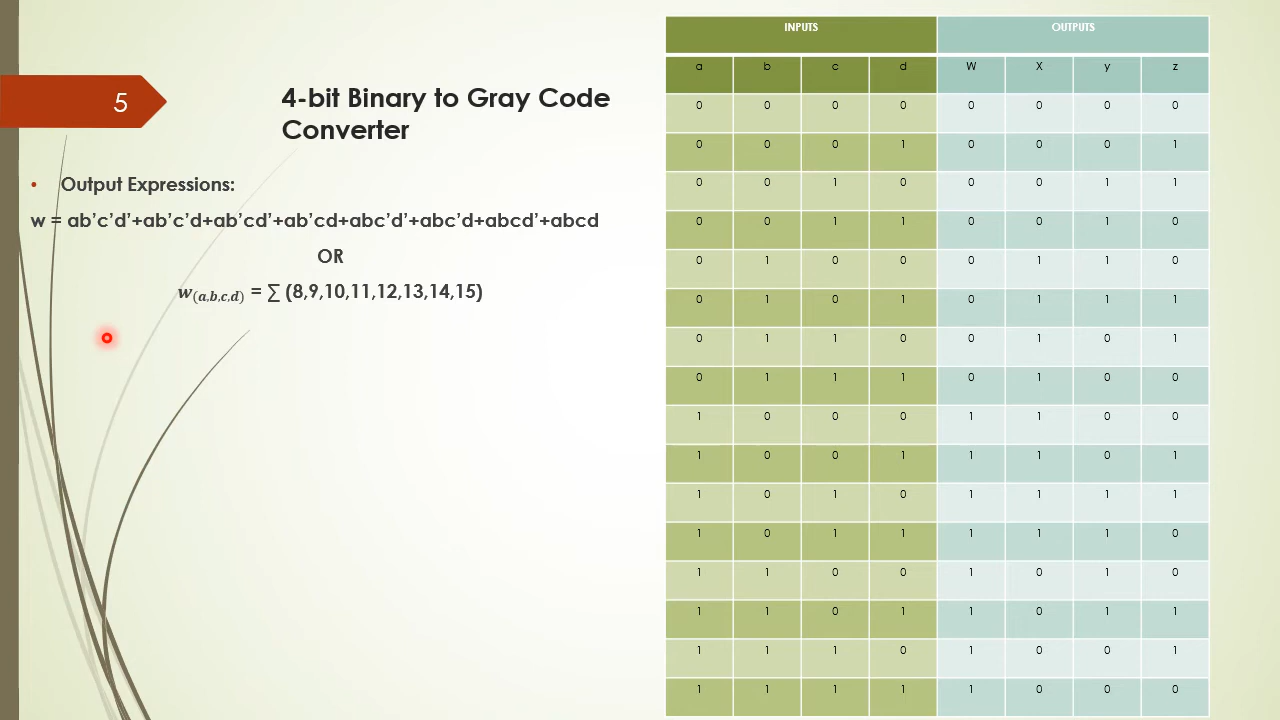 5
4-bit Binary to Gray Code
Converter
• Output Expressions:
w = ab’c’d’+ab’c’d+ab’cd’+ab’cd+abc’d’+abc’d+abcd’+abcd
OR
w(a,b,c,d) = ∑ (8,9,10,11,12,13,14,15)
INPUTS OUTPUTS
a b c d W X y z
0 0 0 0 0 0 0 0
0 0 0 1 0 0 0 1
0 0 1 0 0 0 1 1
0 0 1 1 0 0 1 0
0 1 0 0 0 1 1 0
0 1 0 1 0 1 1 1
0 1 1 0 0 1 0 1
0 1 1 1 0 1 0 0
1 0 0 0 1 1 0 0
1 0 0 1 1 1 0 1
1 0 1 0 1 1 1 1
1 0 1 1 1 1 1 0
1 1 0 0 1 0 1 0
1 1 0 1 1 0 1 1
1 1 1 0 1 0 0 1
1 1 1 1 1 0 0 0